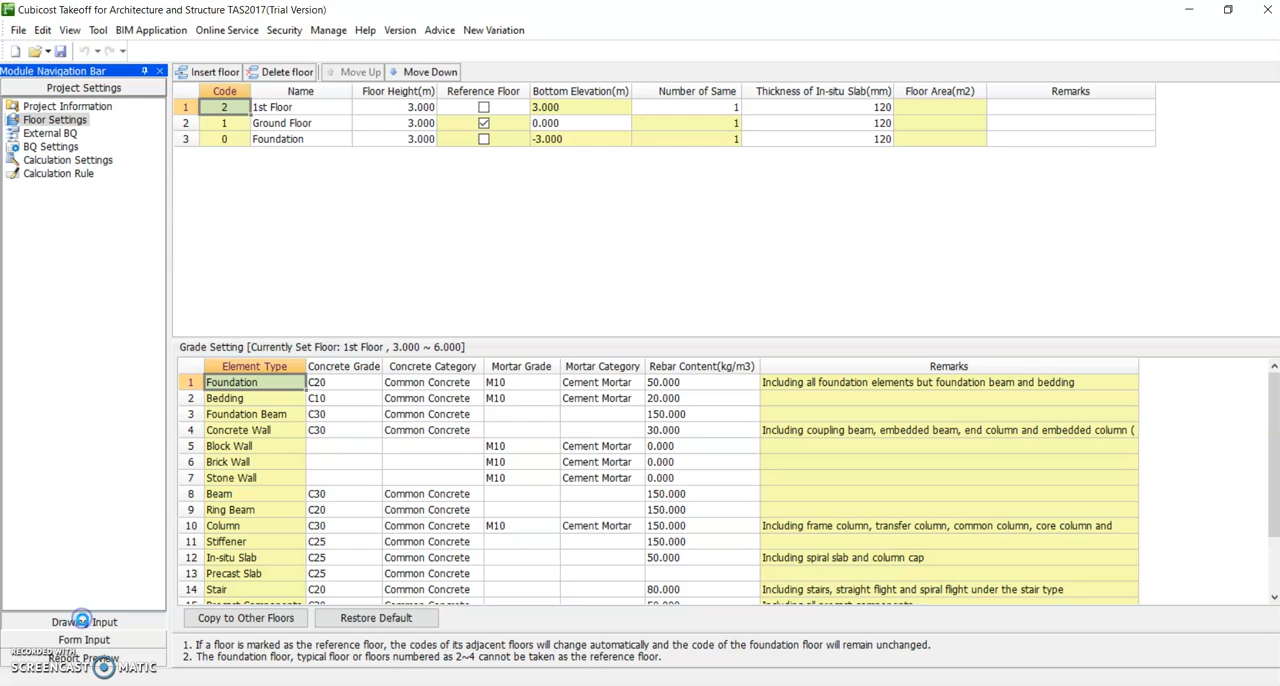 Cubicost Takeoff for Architecture and Structure TAS2017(Trial Version)
File Edit View Tool BIM Application Online Service Security Manage Help Version Advice New Variation
Module Navigation Bar
Project Settings
Project Information
Floor Settings
External BQ
BQ Settings
Calculation Settings
Calculation Rule
Insert floor Delete floor Move Up Move Down
Code Name Floor Height(m) Reference Floor Bottom Elevation(m) Number of Same Thickness of In-situ Slab(mm) Floor Area(m2) Remarks
1 2 1st Floor 3.000 3.000 1 120
2 1 Ground Floor 3.000 0.000 1 120
3 0 Foundation 3.000 -3.000 1 120
Grade Setting [Currently Set Floor: 1st Floor , 3.000 ~ 6.000]
Element Type Concrete Grade Concrete Category Mortar Grade Mortar Category Rebar Content(kg/m3) Remarks
1 Foundation C20 Common Concrete M10 Cement Mortar 50.000 Including all foundation elements but foundation beam and bedding
2 Bedding C10 Common Concrete M10 Cement Mortar 20.000
3 Foundation Beam C30 Common Concrete 150.000
4 Concrete Wall C30 Common Concrete 30.000 Including coupling beam, embedded beam, end column and embedded column (
5 Block Wall M10 Cement Mortar 0.000
6 Brick Wall M10 Cement Mortar 0.000
7 Stone Wall M10 Cement Mortar 0.000
8 Beam C30 Common Concrete 150.000
9 Ring Beam C20 Common Concrete 150.000
10 Column C30 Common Concrete M10 Cement Mortar 150.000 Including frame column, transfer column, common column, core column and
11 Stiffener C25 Common Concrete 150.000
12 In-situ Slab C25 Common Concrete 50.000 Including spiral slab and column cap
13 Precast Slab C25 Common Concrete
14 Stair C20 Common Concrete 80.000 Including stairs, straight flight and spiral flight under the stair type
Copy to Other Floors Restore Default
1. If a floor is marked as the reference floor, the codes of its adjacent floors will change automatically and the code of the foundation floor will remain unchanged.
2. The foundation floor, typical floor or floors numbered as 2~4 cannot be taken as the reference floor.
Drawing Input
Form Input
Report Preview
RECORDED WITH
SCREENCAST MATIC